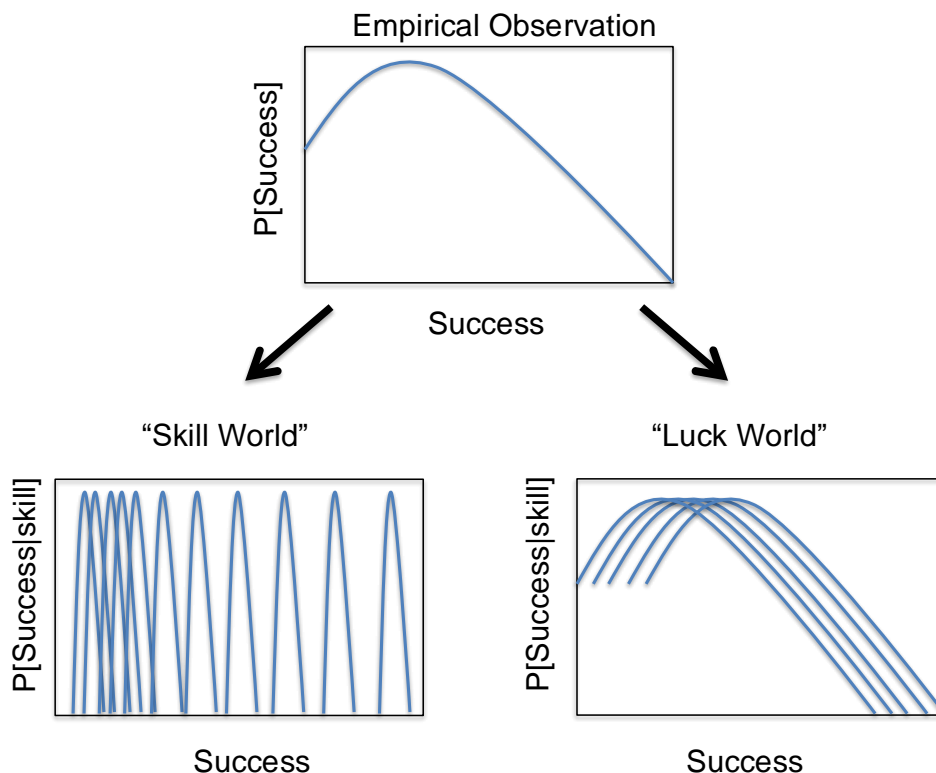 Empirical Observation
P[Success]
Success
“Skill World”
“Luck World”
P[Success|skill]
P[Success|skill]
Success
Success